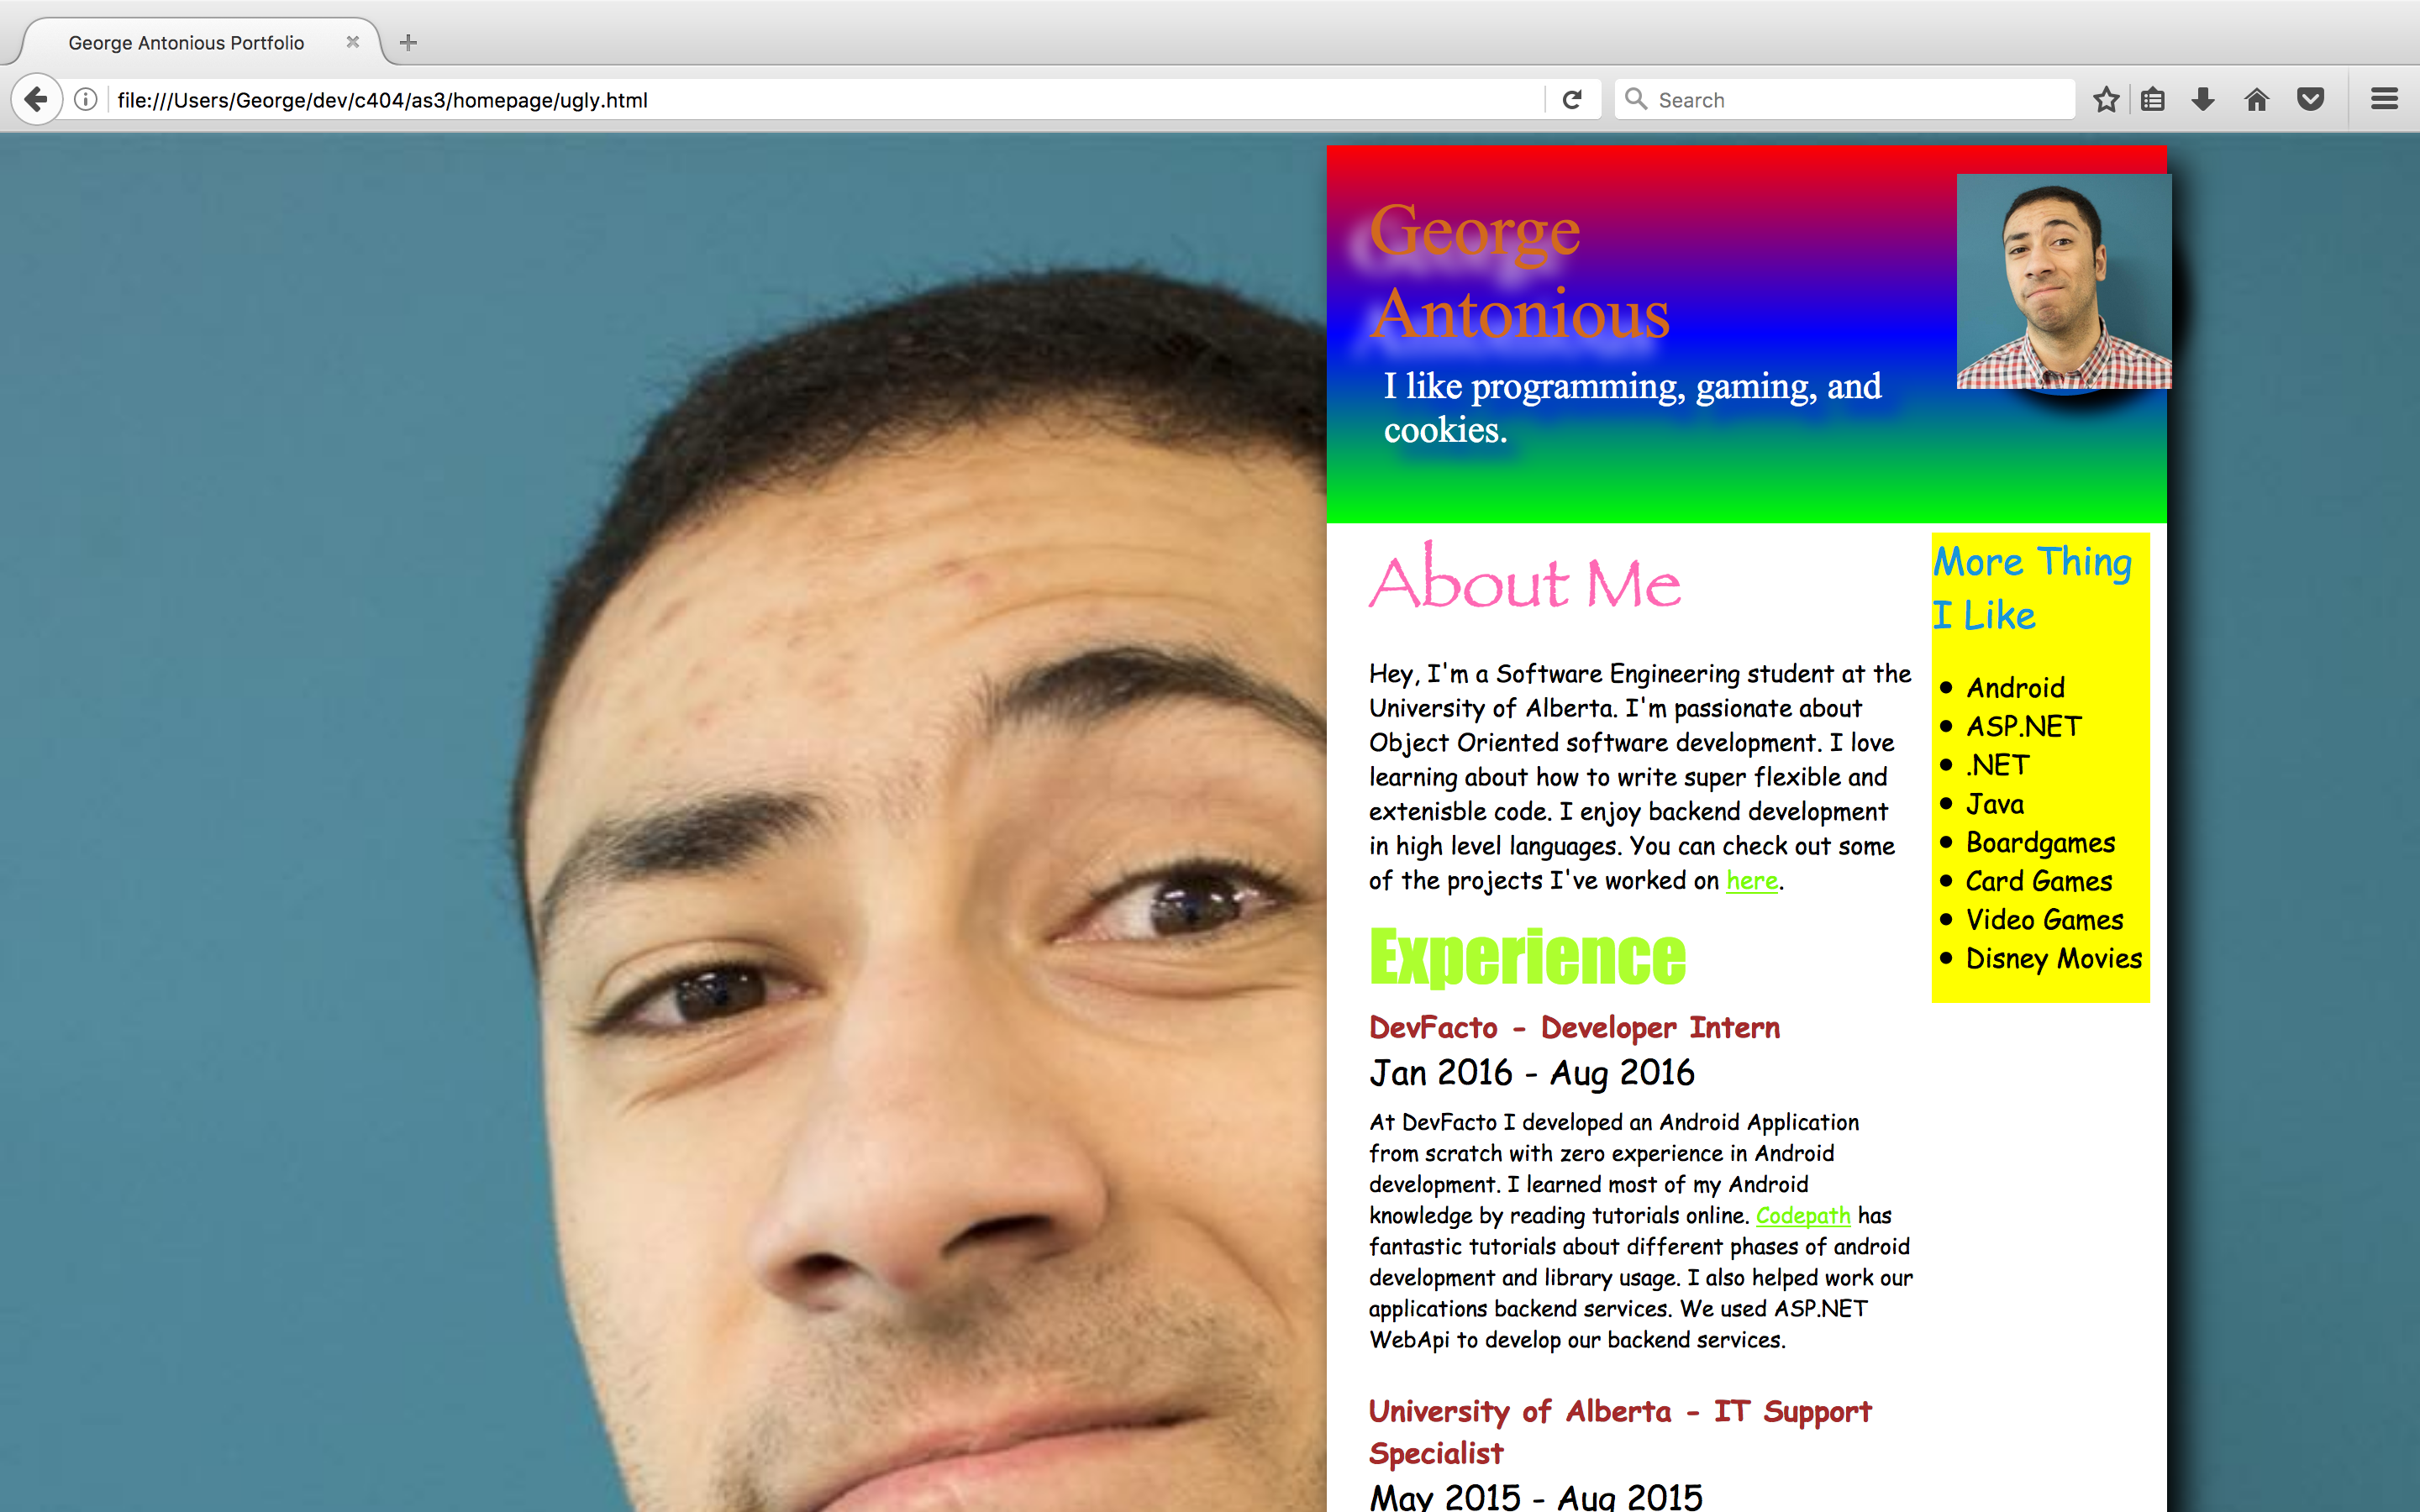 George Antonious Portfolio
file:///Users/George/dev/c404/as3/homepage/ugly.html
Search
George
Antonious
I like programming, gaming, and
cookies.
About Me
Hey, I'm a Software Engineering student at the
University of Alberta. I'm passionate about
Object Oriented software development. I love
learning about how to write super flexible and
extenisble code. I enjoy backend development
in high level languages. You can check out some
of the projects I've worked on here.
Experience
DevFacto - Developer Intern
Jan 2016 - Aug 2016
At DevFacto I developed an Android Application
from scratch with zero experience in Android
development. I learned most of my Android
knowledge by reading tutorials online. Codepath has
fantastic tutorials about different phases of android
development and library usage. I also helped work our
applications backend services. We used ASP.NET
WebApi to develop our backend services.
University of Alberta - IT Support
Specialist
May 2015 - Aug 2015
More Thing
I Like
Android
ASP.NET
.NET
Java
Boardgames
Card Games
Video Games
Disney Movies